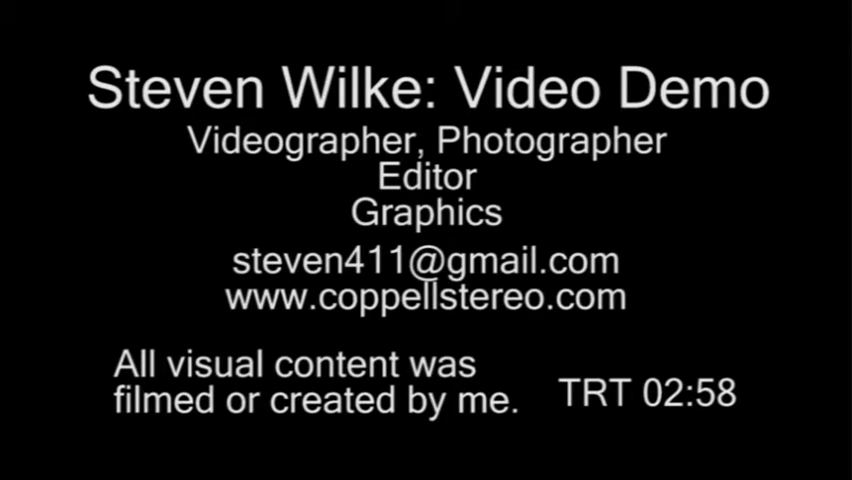 Steven Wilke: Video Demo
Videographer, Photographer
Editor
Graphics
steven411@gmail.com
www.coppellstereo.com
All visual content was
filmed or created by me.
TRT 02:58